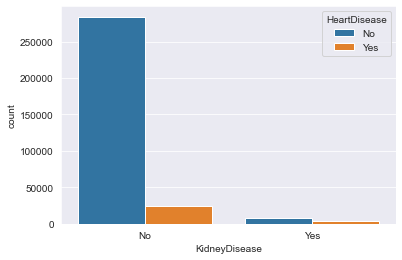 HeartDisease
No
Yes
250000
200000
150000
100000
50000
0
count
No
Yes
KidneyDisease